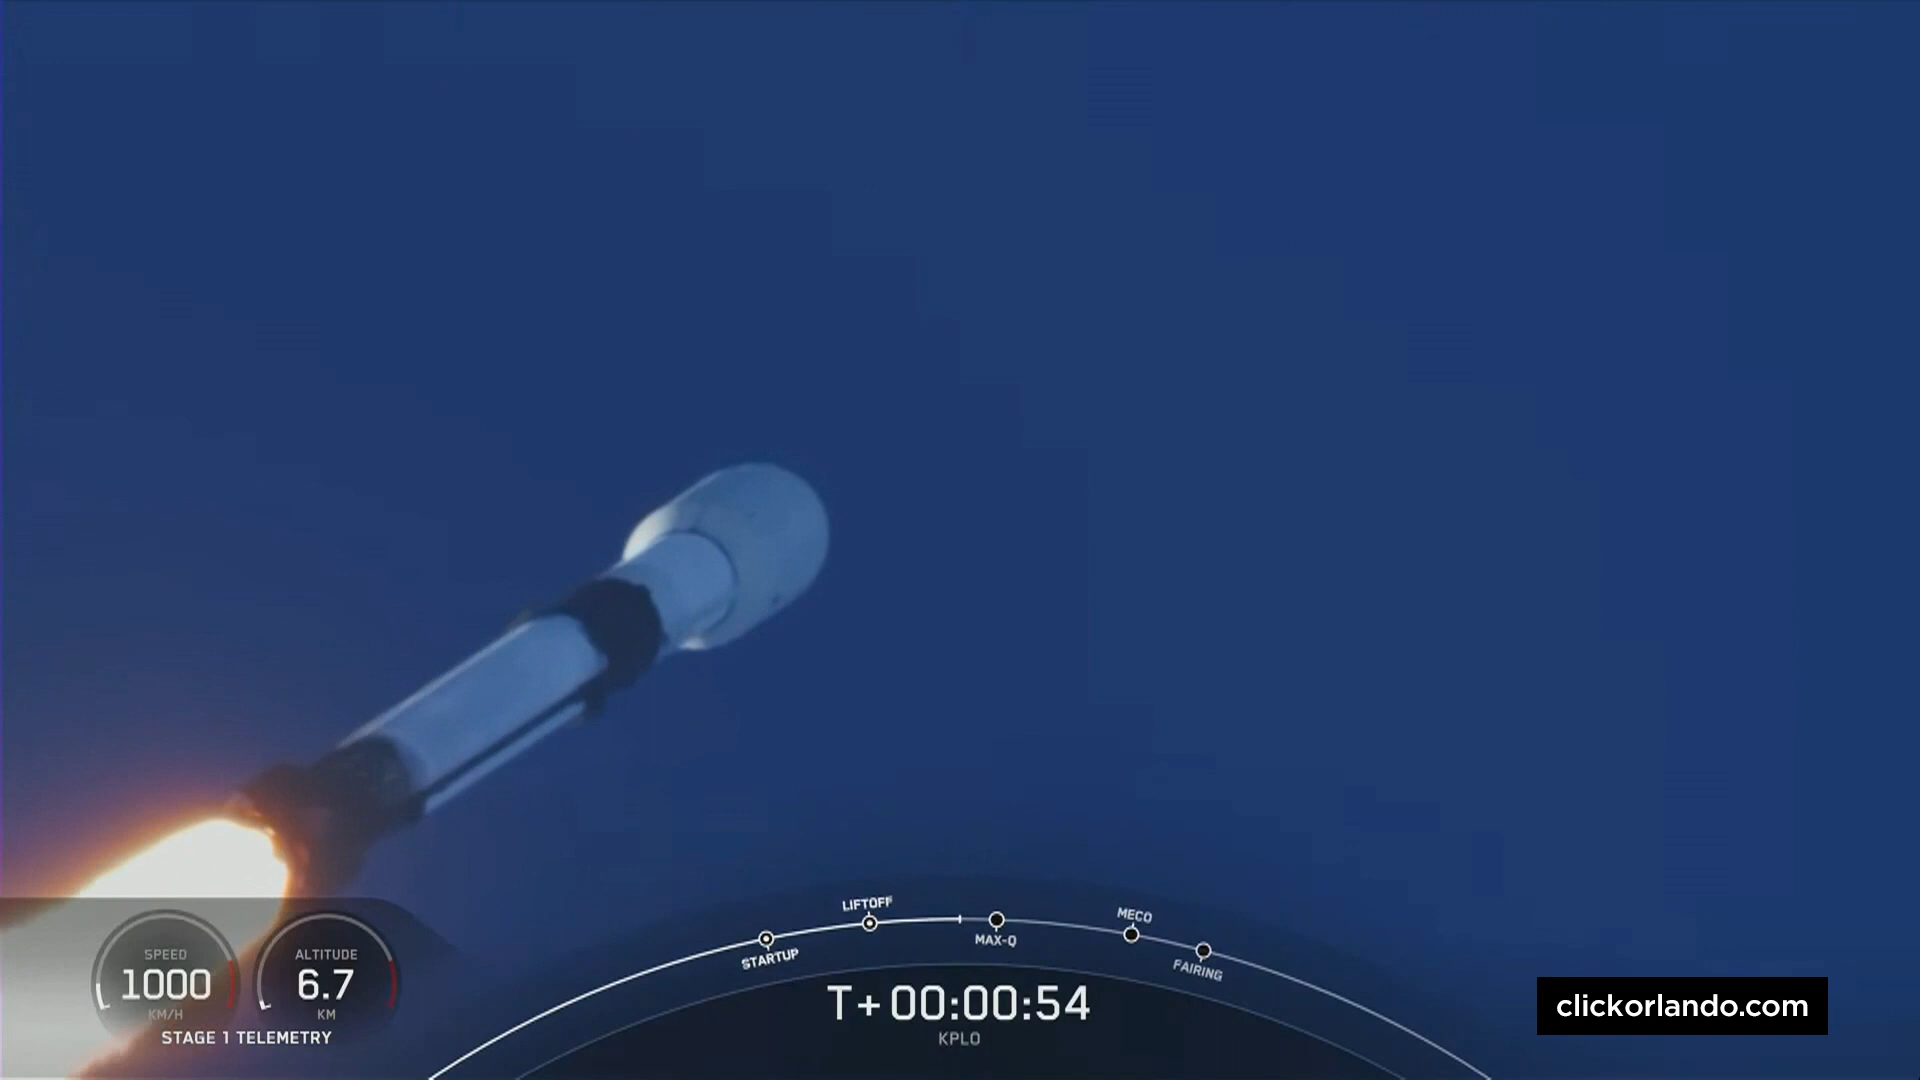 LIFTOFF
MECO
STARTUP
MAX-Q
FAIRING
SPEED
1000
KM/H
ALTITUDE
6.7
KM
STAGE 1 TELEMETRY
T+00:00:54
KPLO
clickorlando.com